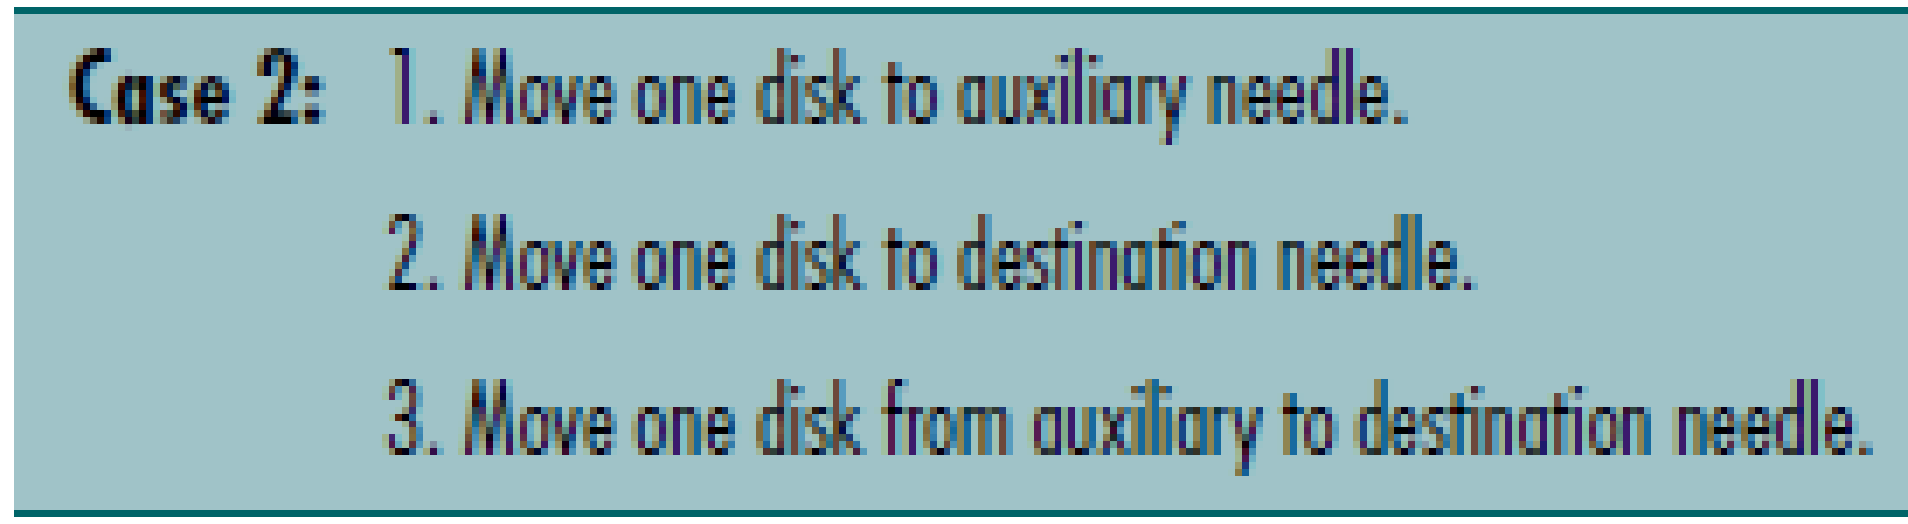 Case 2: 1. Move one disk to auxiliary needle.
2. Move one disk to destination needle.
3. Move one disk from auxiliary to destination needle.